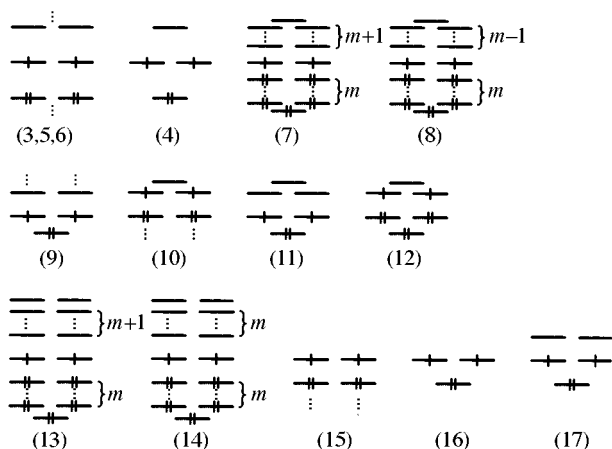 }m+1
}m
}m−1
}m
(3,5,6) (4) (7) (8)
(9) (10) (11) (12)
}m+1
}m
}m
}m
(13) (14) (15) (16) (17)